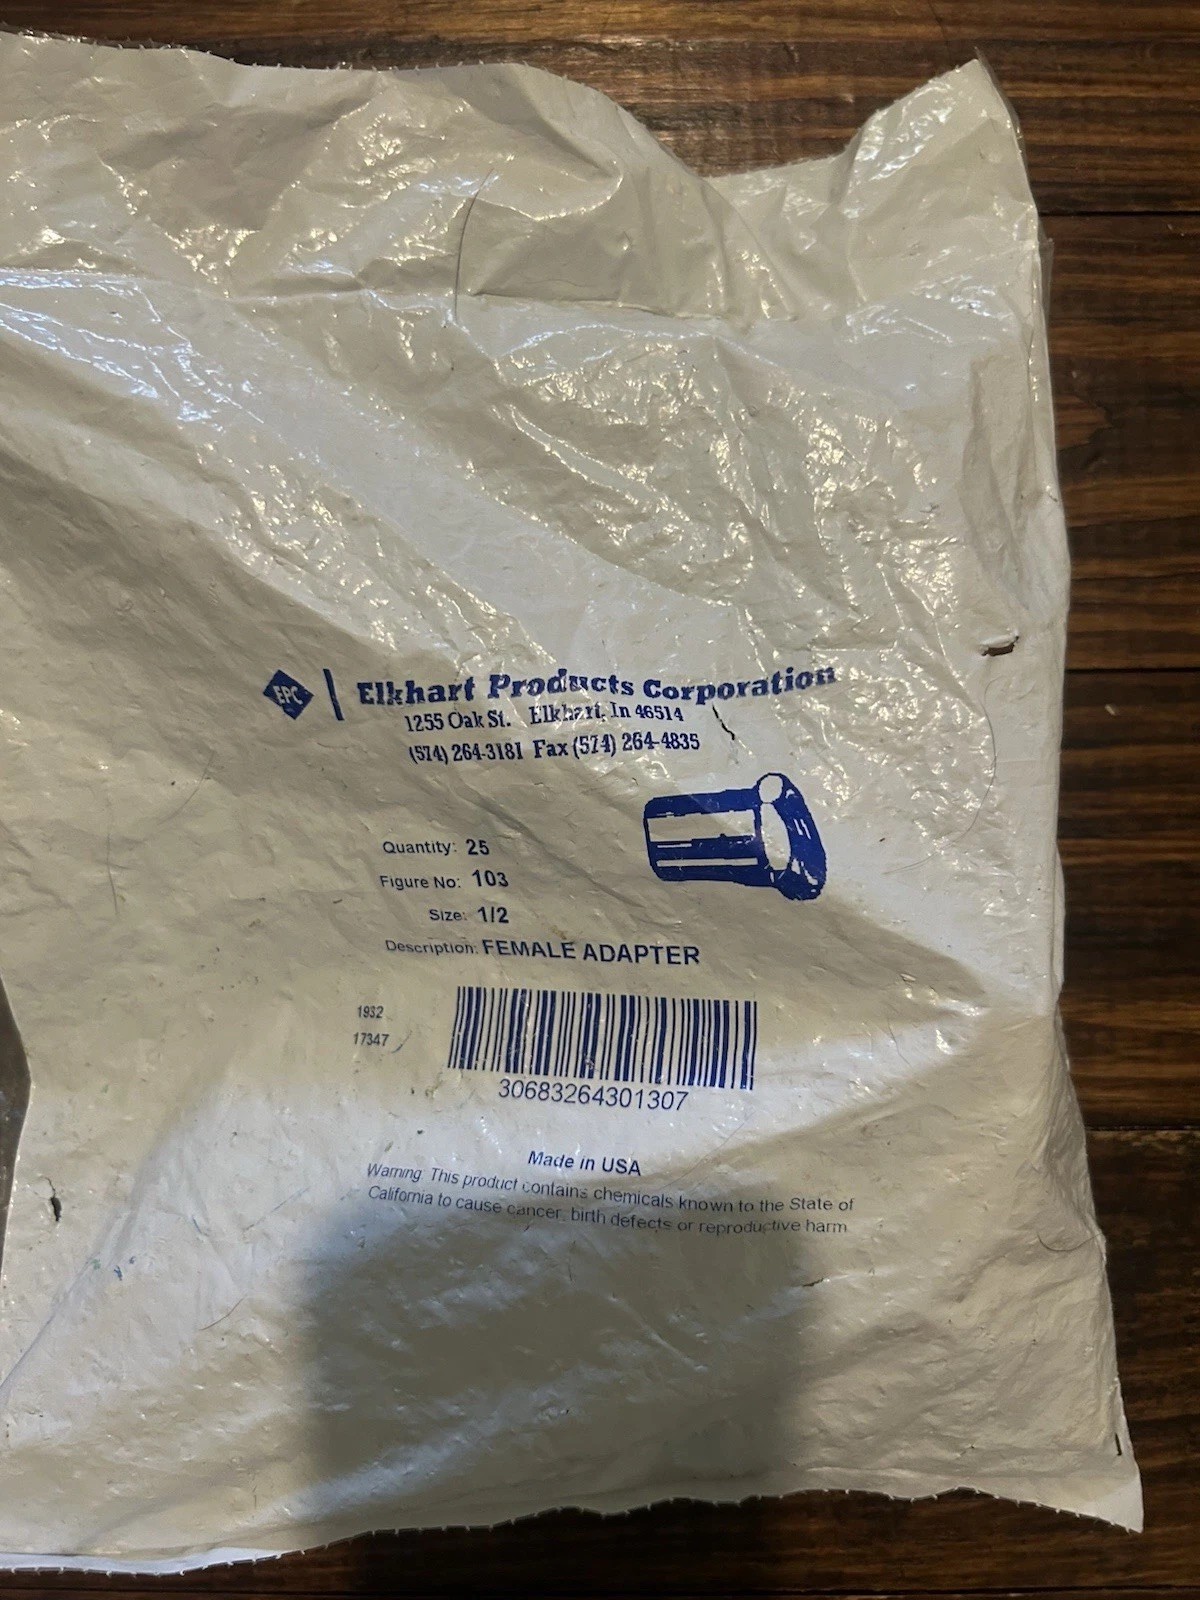 EPC
Elkhart Products Corporation
1255 Oak St. Elkhart, In 46514
(574) 264-3181 Fax (574) 264-4835
Quantity: 25
Figure No: 103
Size: 1/2
Description: FEMALE ADAPTER
1932
17347
30683264301307
Made in USA
Warning: This product contains chemicals known to the State of
California to cause cancer, birth defects or reproductive harm